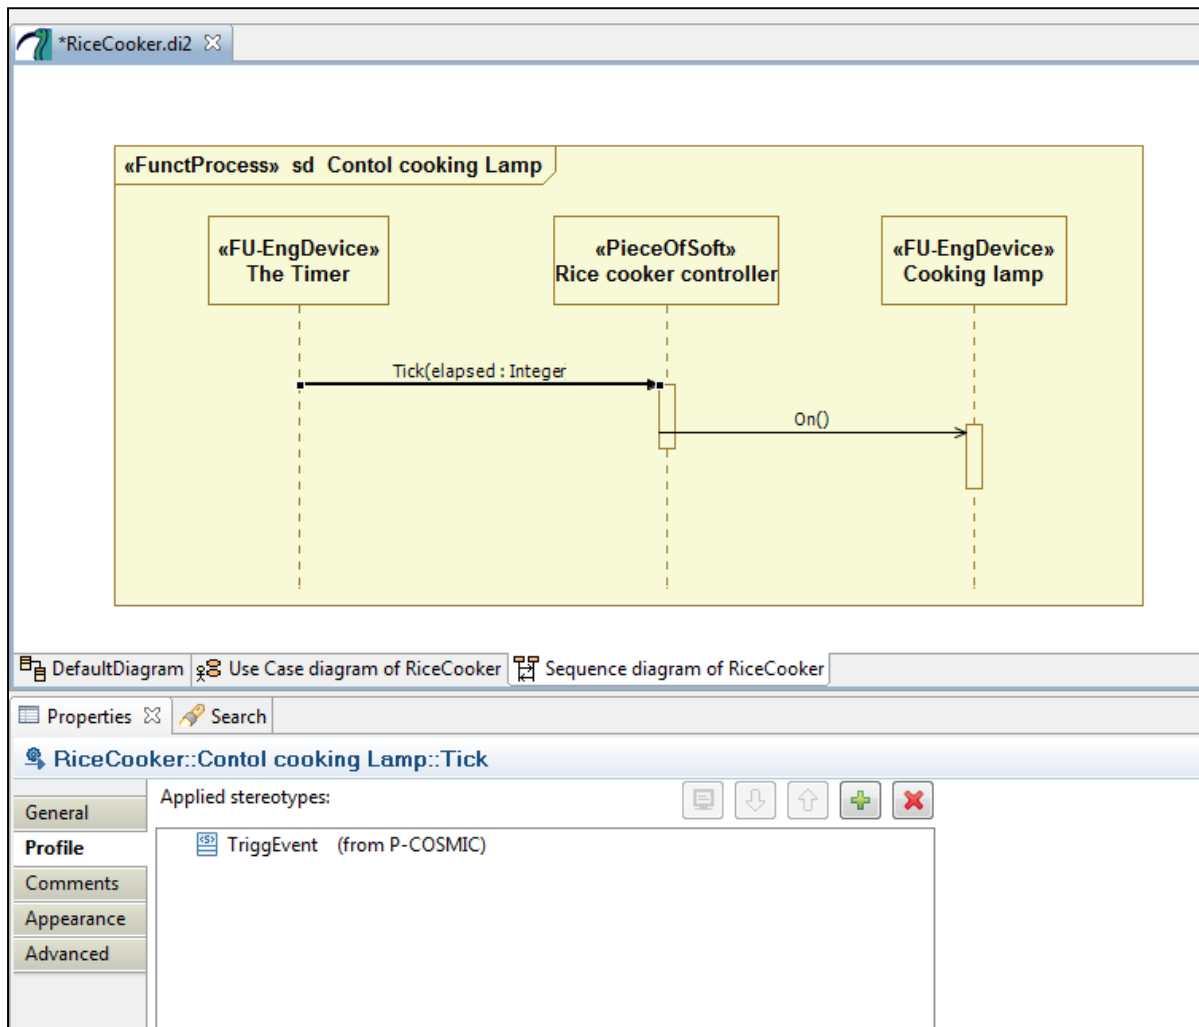 *RiceCooker.di2
«FunctProcess» sd Contol cooking Lamp
«FU-EngDevice»
The Timer
«PieceOfSoft»
Rice cooker controller
«FU-EngDevice»
Cooking lamp
Tick(elapsed : Integer
On()
DefaultDiagram
Use Case diagram of RiceCooker
Sequence diagram of RiceCooker
Properties
Search
RiceCooker::Contol cooking Lamp::Tick
Applied stereotypes:
General
Profile
Comments
Appearance
Advanced
<S> TriggEvent (from P-COSMIC)